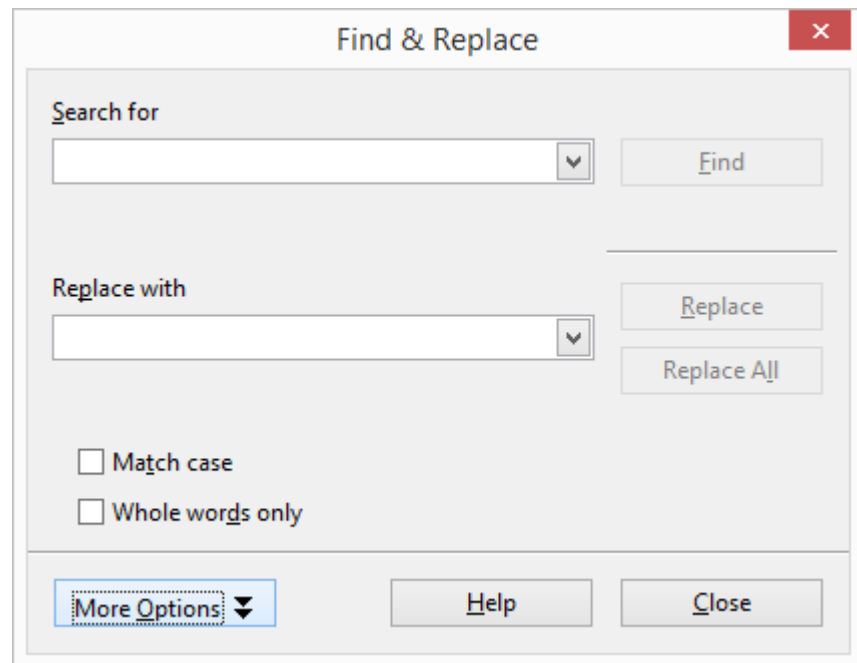 Find & Replace
Search for
Find
Replace with
Replace
Replace All
Match case
Whole words only
More Options
Help
Close